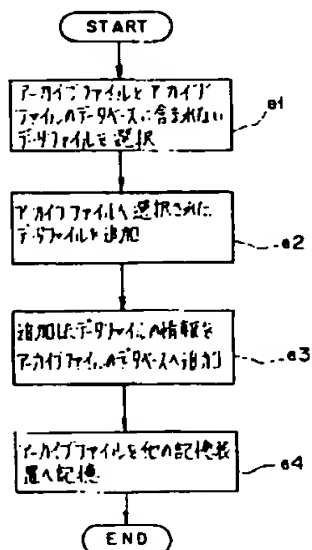 START
アーカイブファイルとアーカイブ
ファイルのデータベースに含まれない
データファイルを選択
e1
アーカイブファイルへ選択された
データファイルを追加
e2
追加したデータファイルの情報を
アーカイブファイルのデータベースへ追加
e3
アーカイブファイルを他の記憶装
置へ記憶
e4
END